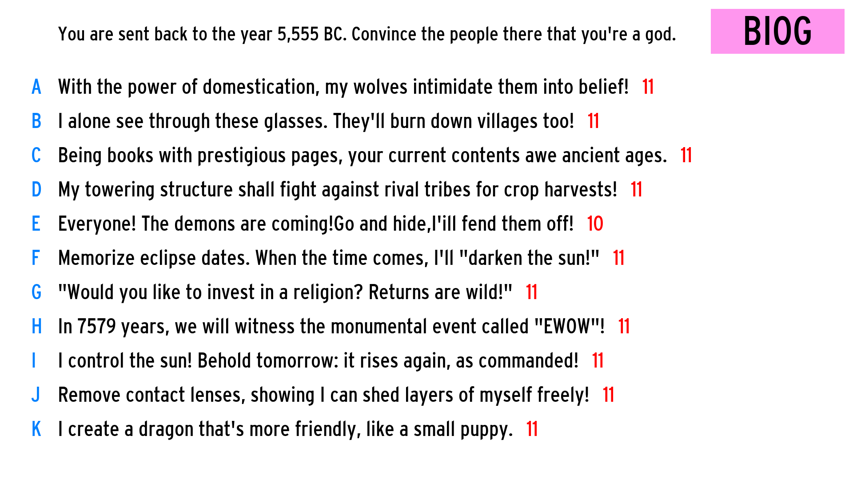 You are sent back to the year 5,555 BC. Convince the people there that you're a god.
BIOG
A With the power of domestication, my wolves intimidate them into belief! 11
B I alone see through these glasses. They'll burn down villages too! 11
C Being books with prestigious pages, your current contents awe ancient ages. 11
D My towering structure shall fight against rival tribes for crop harvests! 11
E Everyone! The demons are coming!Go and hide,I'ill fend them off! 10
F Memorize eclipse dates. When the time comes, I'll "darken the sun!" 11
G "Would you like to invest in a religion? Returns are wild!" 11
H In 7579 years, we will witness the monumental event called "EWOW"! 11
I I control the sun! Behold tomorrow: it rises again, as commanded! 11
J Remove contact lenses, showing I can shed layers of myself freely! 11
K I create a dragon that's more friendly, like a small puppy. 11